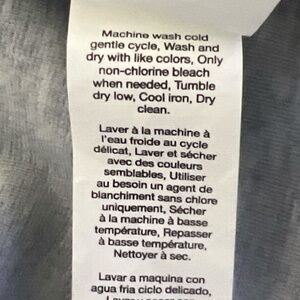 Machine wash cold
gentle cycle, Wash and
dry with like colors, Only
non-chlorine bleach
when needed, Tumble
dry low, Cool iron, Dry
clean.
Laver à la machine à
l'eau froide au cycle
délicat, Laver et sécher
avec des couleurs
semblables, Utiliser
au besoin un agent de
blanchiment sans chlore
uniquement, Sécher
à la machine à basse
température, Repasser
à basse température,
Nettoyer à sec.
Lavar a maquina con
agua fria ciclo delicado,